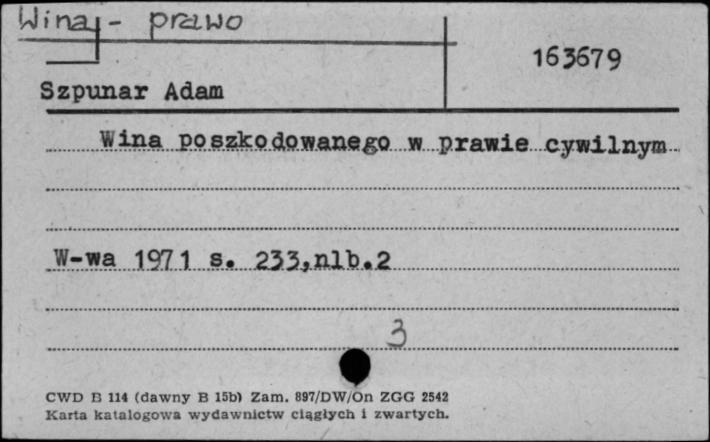 Wina - prawo
163679
Szpunar Adam
Wina poszkodowanego w prawie cywilnym
W-wa 1971 s. 233,nlb.2
3
CWD B 114 (dawny B 15b) Zam. 897/DW/On ZGG 2542
Karta katalogowa wydawnictw ciągłych i zwartych.